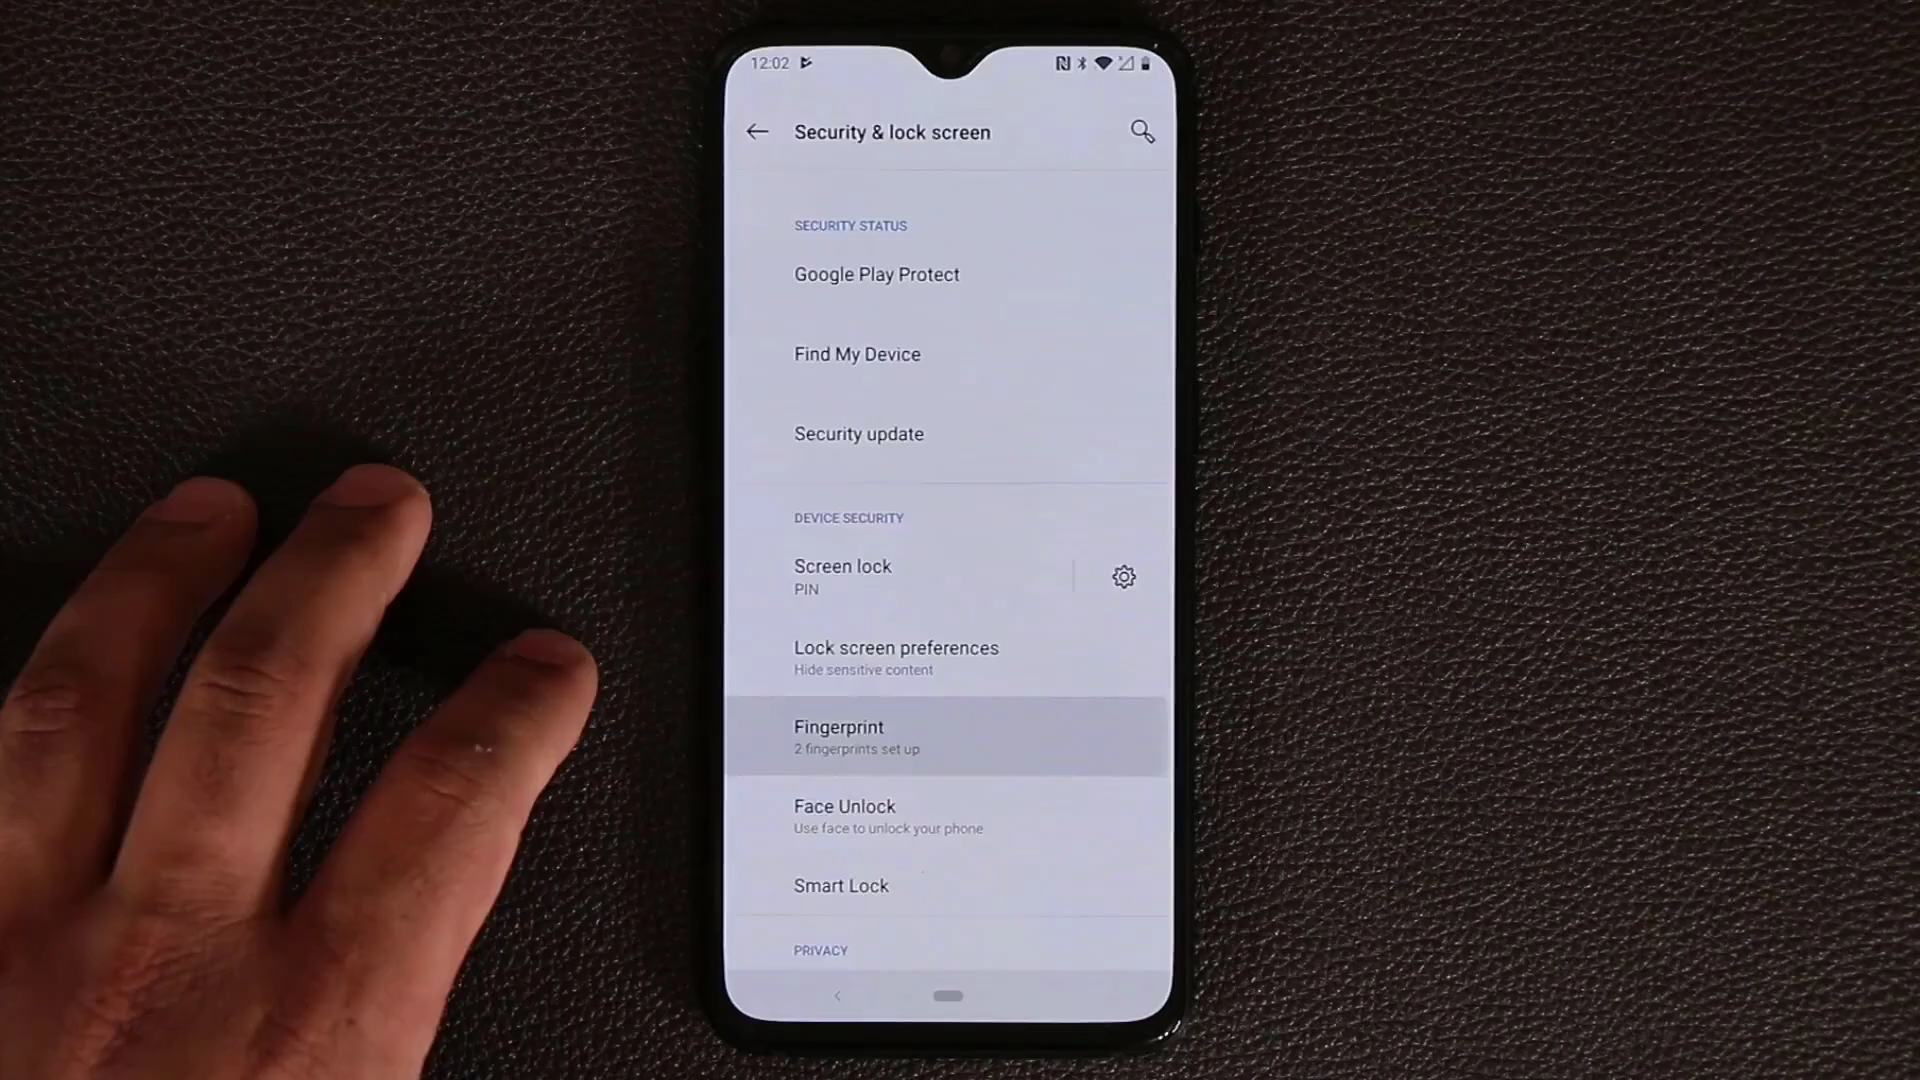 12:02
Security & lock screen
SECURITY STATUS
Google Play Protect
Find My Device
Security update
DEVICE SECURITY
Screen lock
PIN
Lock screen preferences
Hide sensitive content
Fingerprint
2 fingerprints set up
Face Unlock
Use face to unlock your phone
Smart Lock
PRIVACY